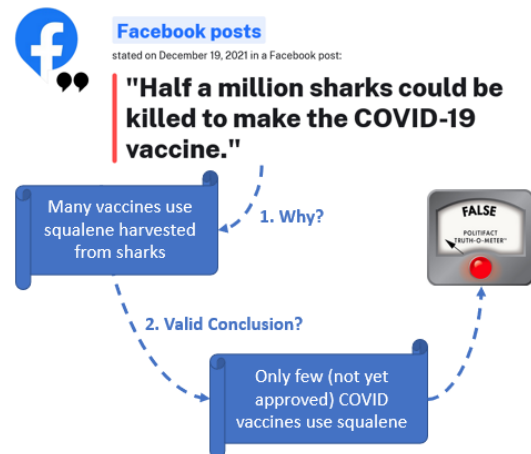 Facebook posts
stated on December 19, 2021 in a Facebook post:
"Half a million sharks could be
killed to make the COVID-19
vaccine."
Many vaccines use
squalene harvested
from sharks
1. Why?
FALSE
POLITIFACT
TRUTH-O-METER™
2. Valid Conclusion?
Only few (not yet
approved) COVID
vaccines use squalene